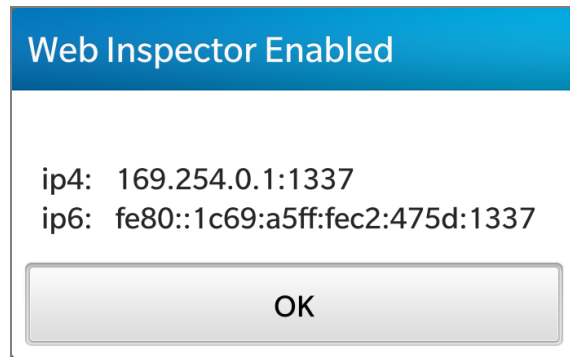 Web Inspector Enabled
ip4: 169.254.0.1:1337
ip6: fe80::1c69:a5ff:fec2:475d:1337
OK